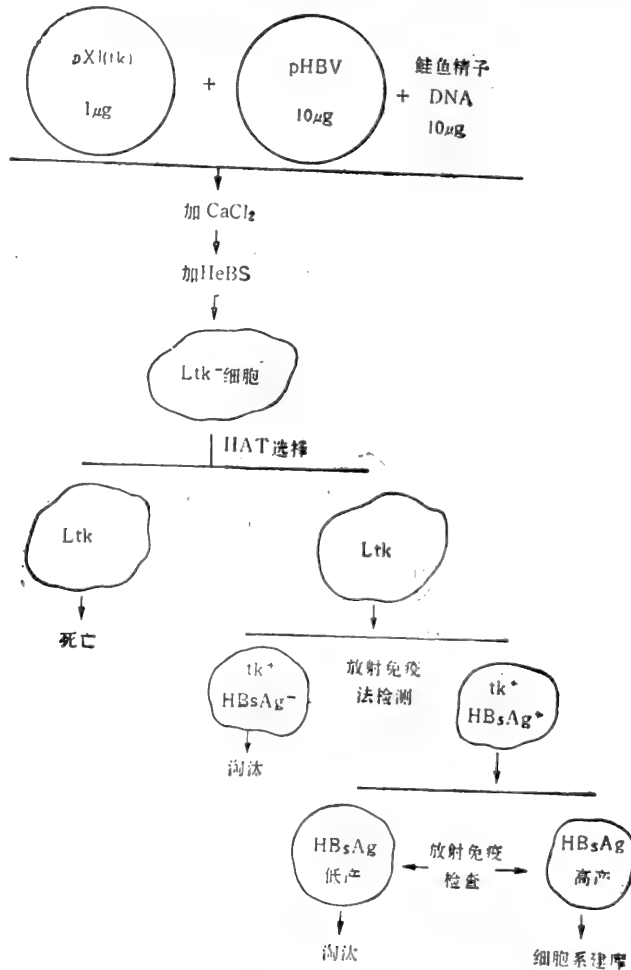 pXI(tk)
1μg
+
pHBV
10μg
+
鲑鱼精子
DNA
10μg
加 CaCl₂
加HeBS
Ltk⁻细胞
HAT选择
Ltk
死亡
Ltk
tk⁺
HBsAg⁻
淘汰
放射免疫
法检测
tk⁺
HBsAg⁺
HBsAg
低产
淘汰
放射免疫
检查
HBsAg
高产
细胞系建库